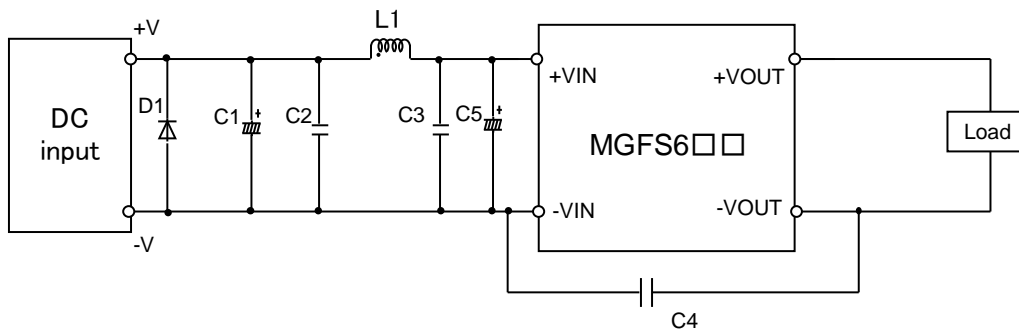 +V
L1
DC
input
D1
C1
+
C2
C3
C5
+
+VIN
+VOUT
MGFS6□□
Load
-VIN
-VOUT
-V
C4